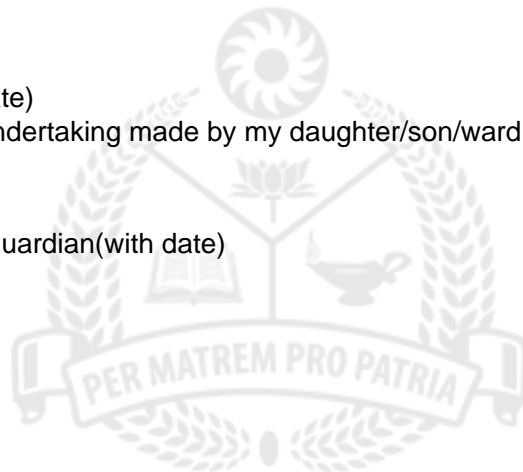 te)
ndertaking made by my daughter/son/ward
uardian(with date)
PER MATREM PRO PATRIA